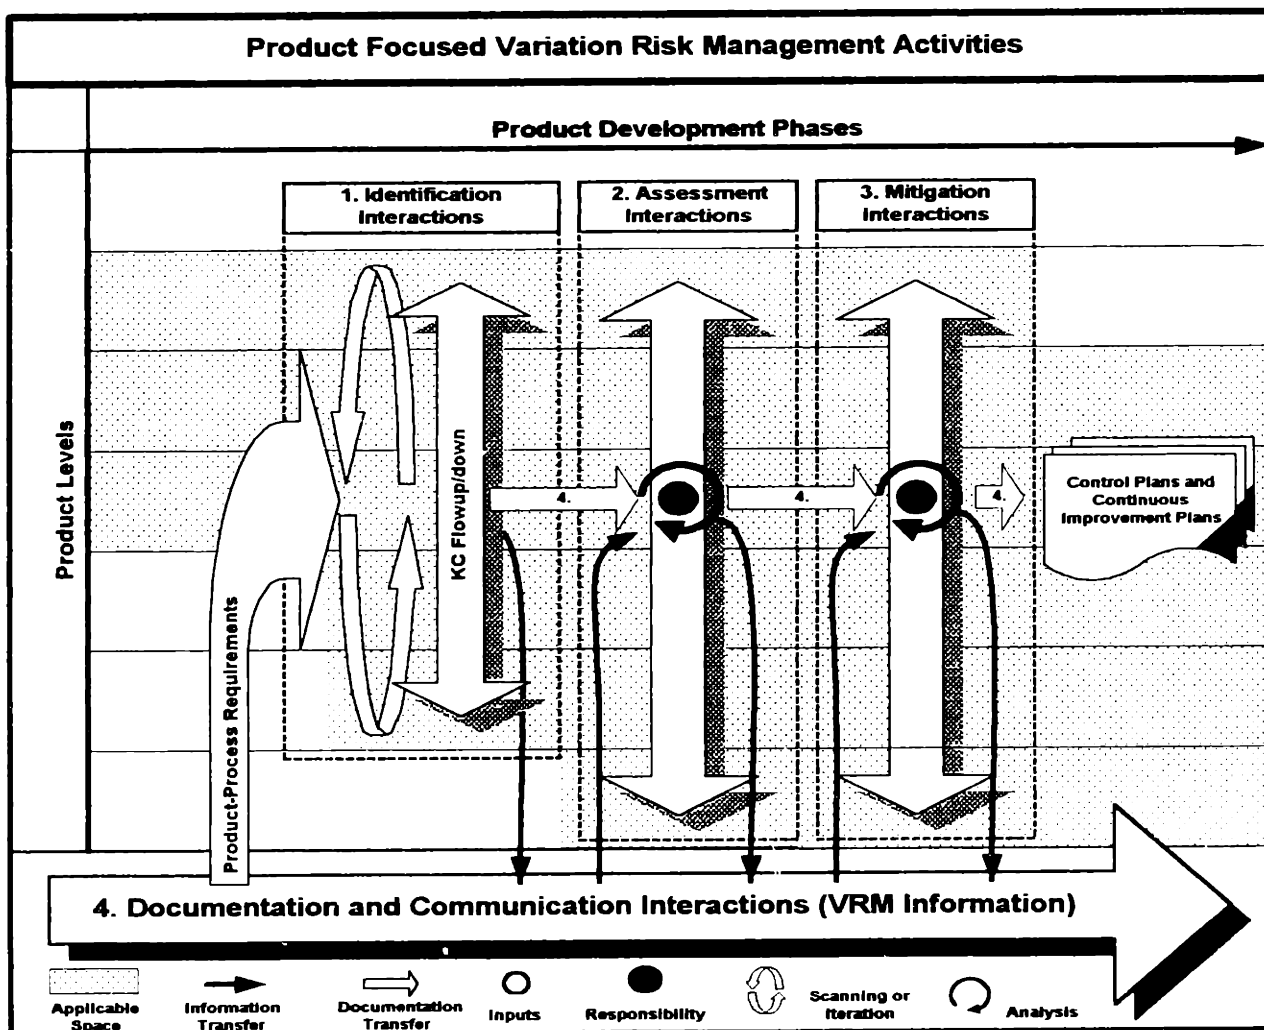 Product Focused Variation Risk Management Activities
Product Development Phases
1. Identification
Interactions
2. Assessment
Interactions
3. Mitigation
Interactions
Product Levels
Product-Process Requirements
KC Flowup/down
4.
4.
4.
Control Plans and
Continuous
Improvement Plans
4. Documentation and Communication Interactions (VRM Information)
Applicable
Space
Information
Transfer
Documentation
Transfer
Inputs
Responsibility
Scanning or
Iteration
Analysis